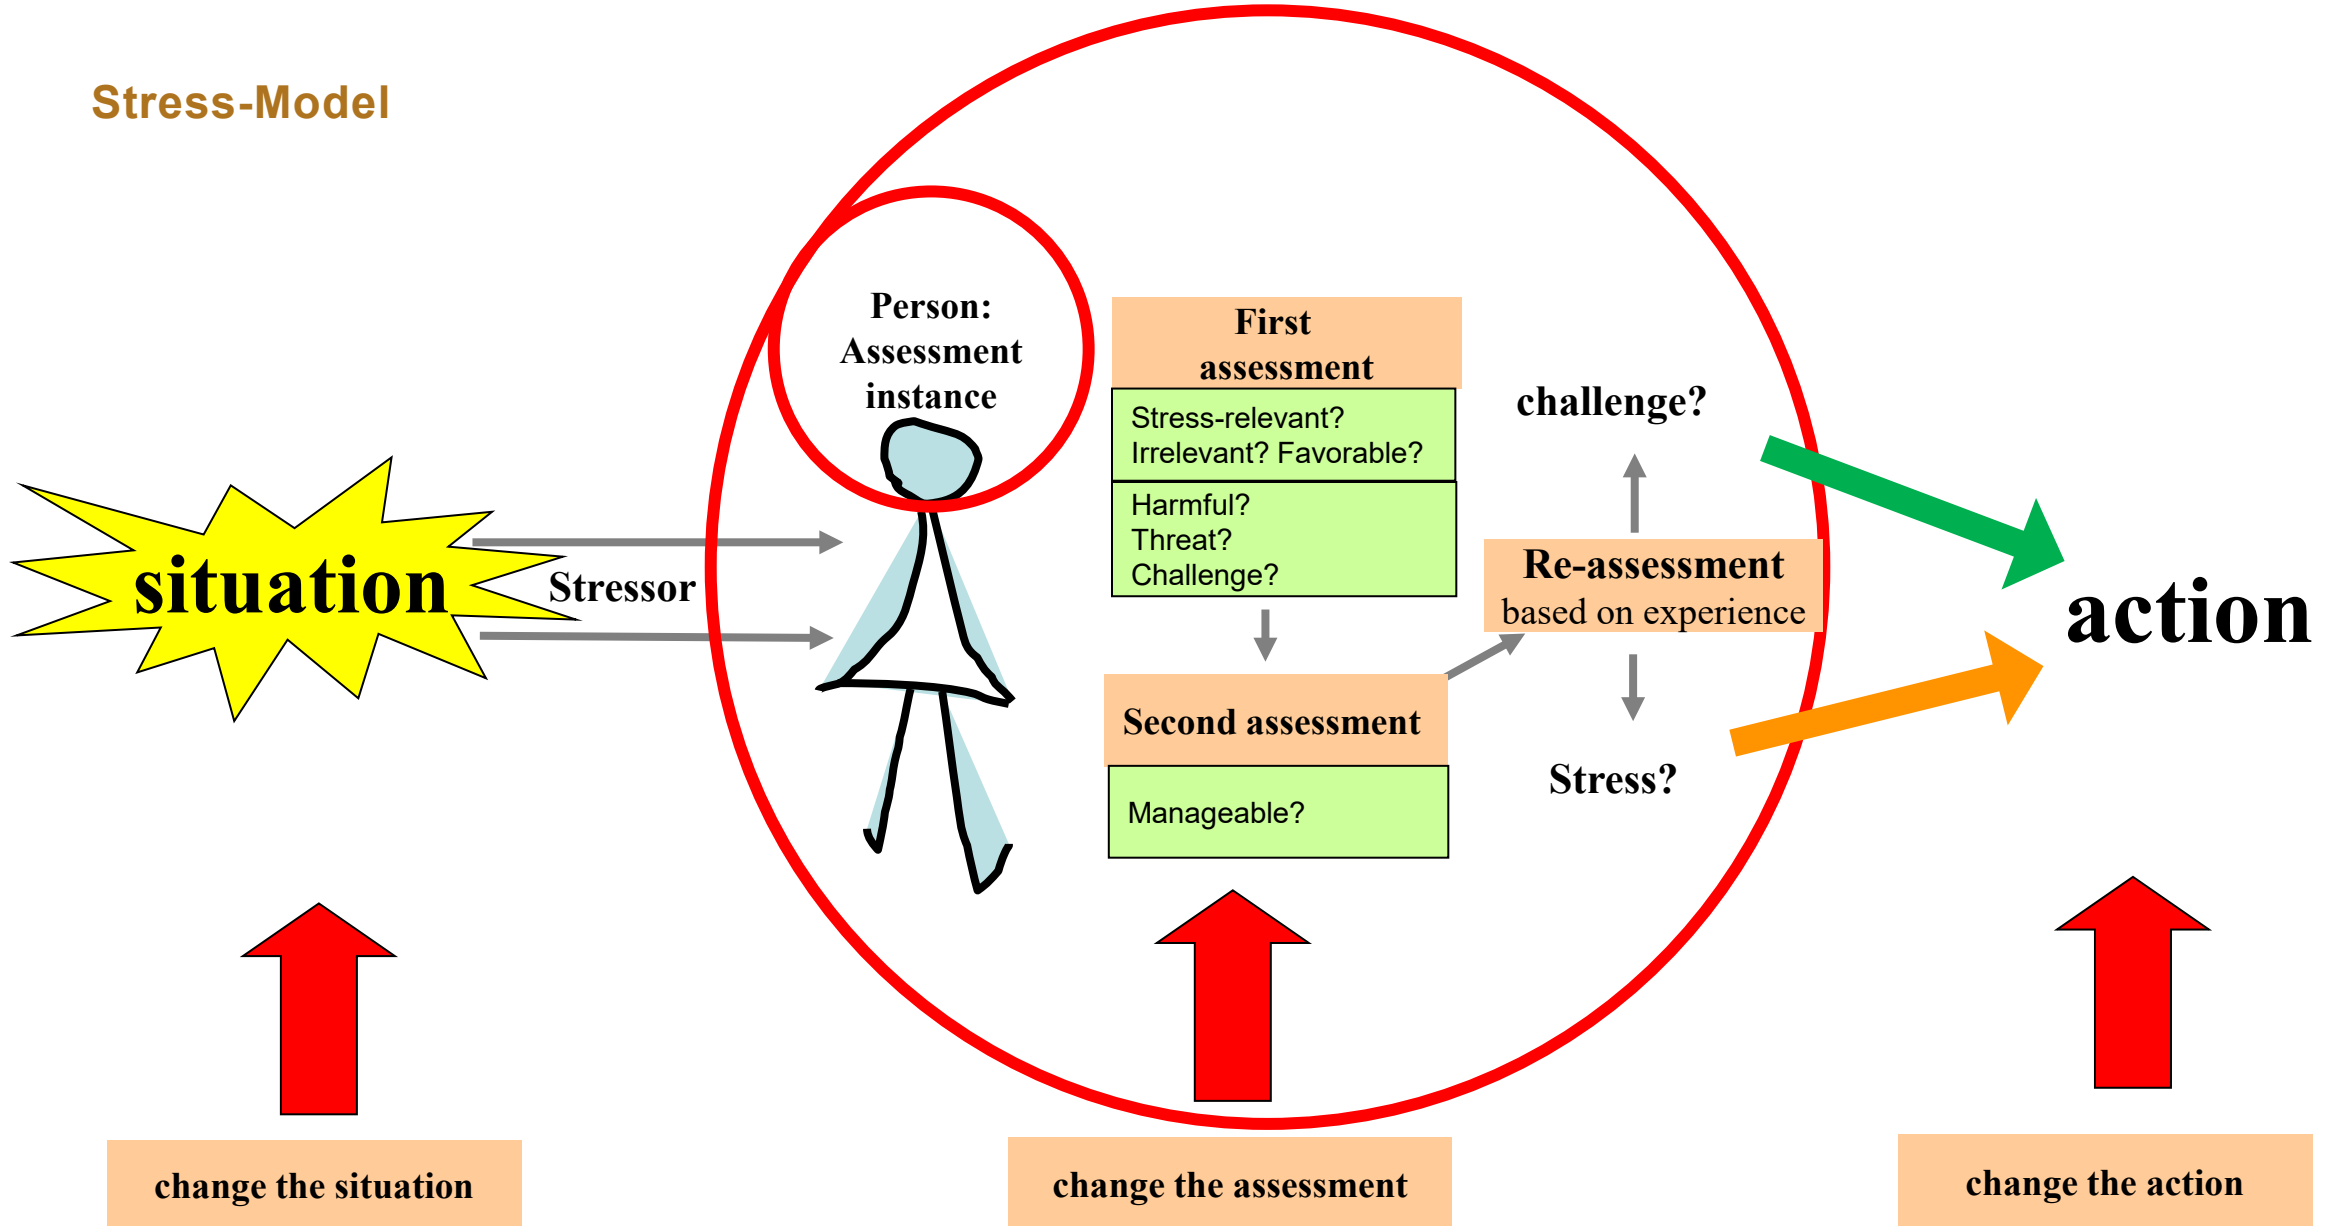 Stress-Model
situation
Stressor
Person:
Assessment
instance
First
assessment
Stress-relevant?
Irrelevant? Favorable?
Harmful?
Threat?
Challenge?
Second assessment
Manageable?
challenge?
Re-assessment
based on experience
Stress?
action
change the situation
change the assessment
change the action